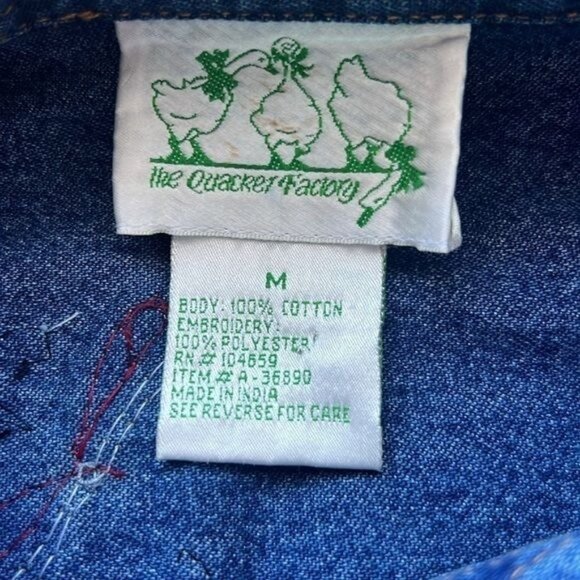 the Quacker Factory
M
BODY: 100% COTTON
EMBROIDERY:
100% POLYESTER
RN # 104659
ITEM # A-36890
MADE IN INDIA
SEE REVERSE FOR CARE